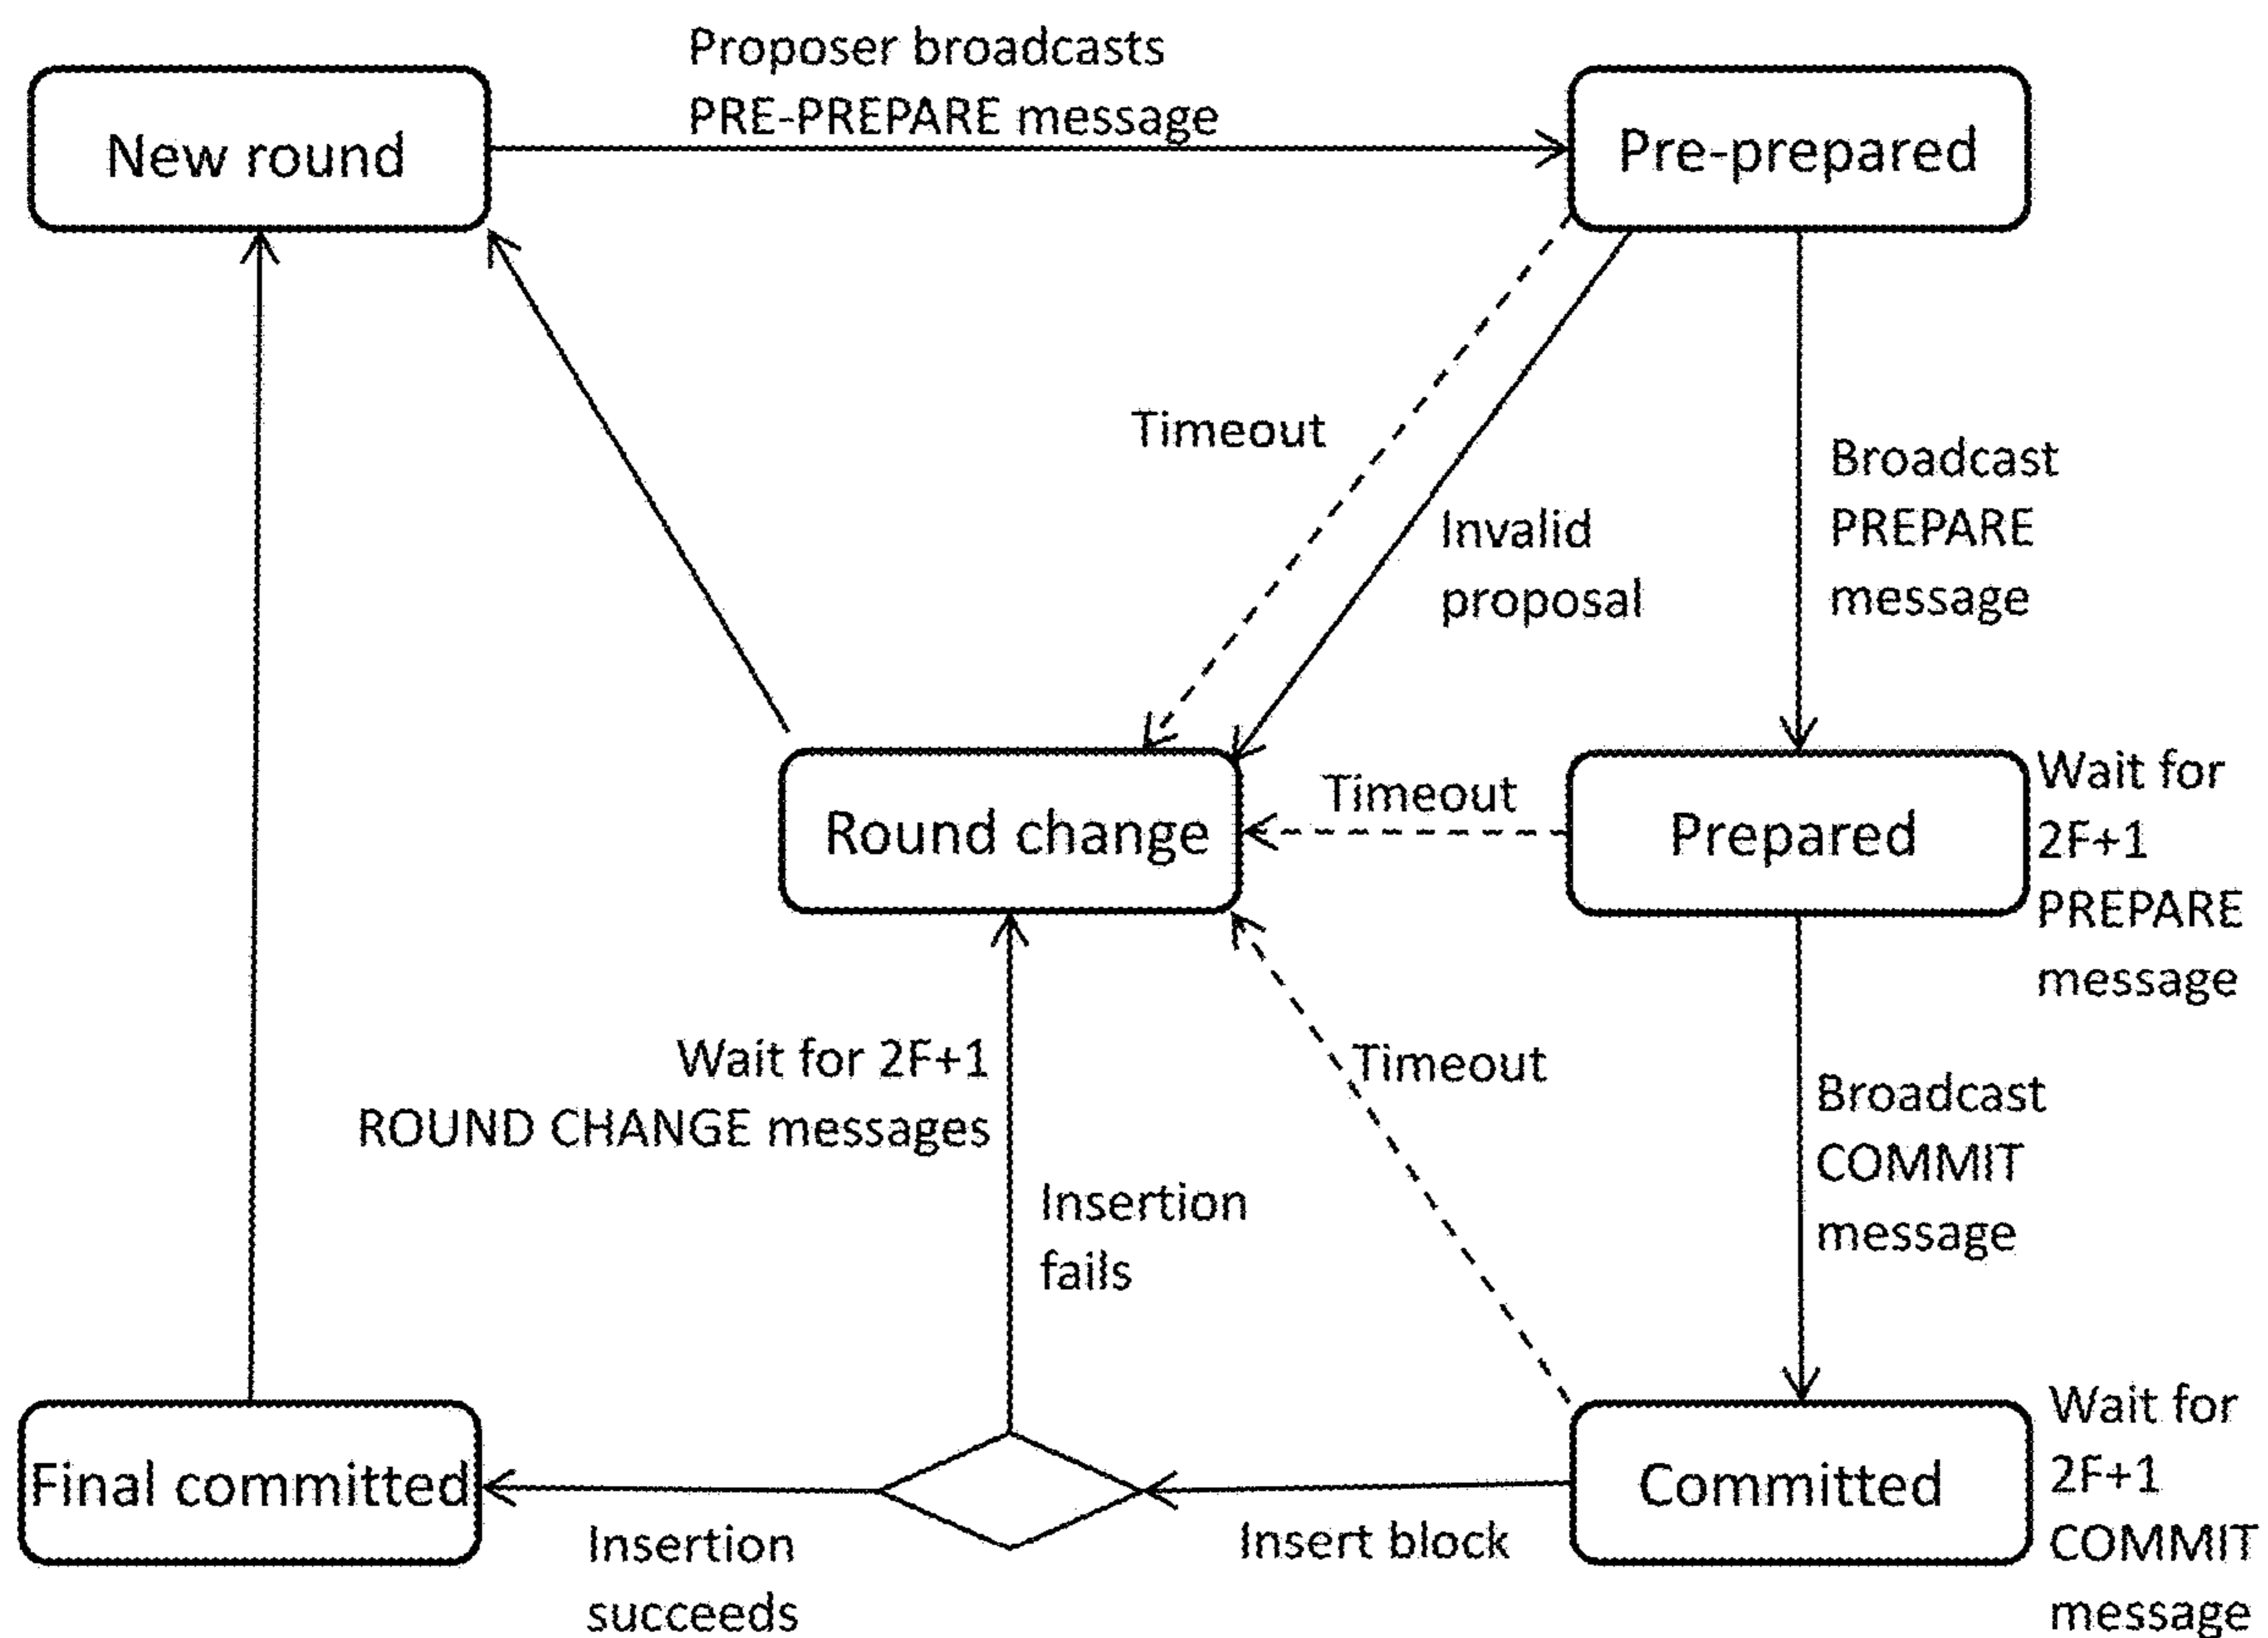 Proposer broadcasts
PRE-PREPARE message
New round
Pre-prepared
Timeout
Invalid
proposal
Broadcast
PREPARE
message
Round change
Timeout
Prepared
Wait for
2F+1
PREPARE
message
Wait for 2F+1
ROUND CHANGE messages
Insertion
fails
Timeout
Broadcast
COMMIT
message
Final committed
Insertion
succeeds
Insert block
Committed
Wait for
2F+1
COMMIT
message